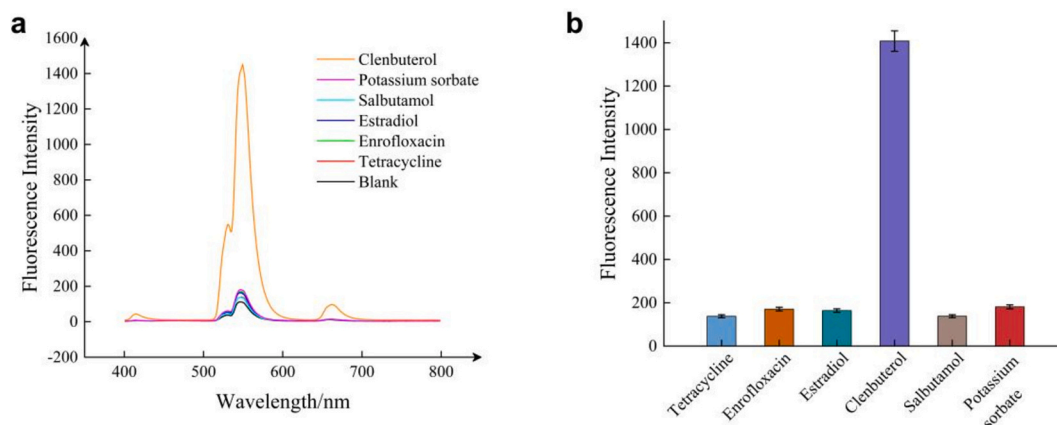 a
Fluorescence Intensity
1600
1400
1200
1000
800
600
400
200
0
-200
400
500
600
700
800
Wavelength/nm
Clenbuterol
Potassium sorbate
Salbutamol
Estradiol
Enrofloxacin
Tetracycline
Blank
b
Fluorescence Intensity
1400
1200
1000
800
600
400
200
0
Tetracycline
Enrofloxacin
Estradiol
Clenbuterol
Salbutamol
Potassium
sorbate